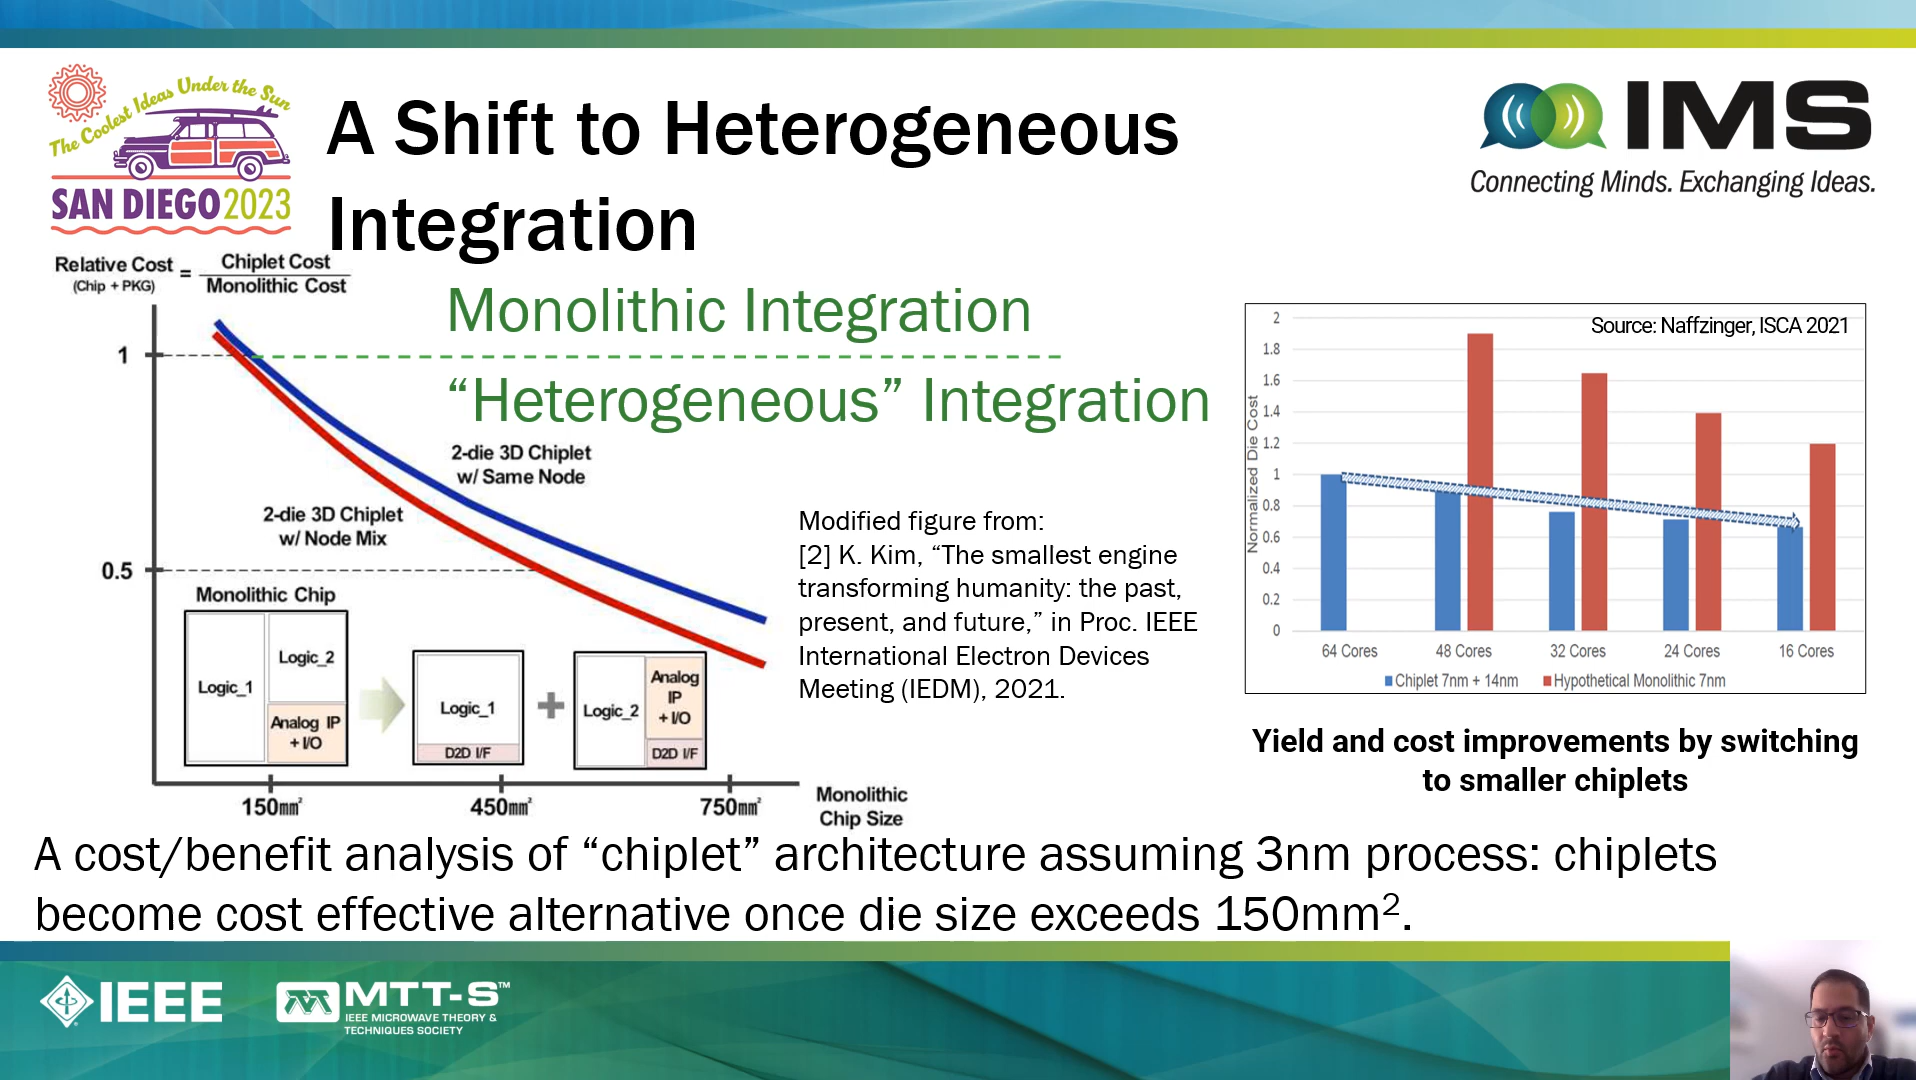 The Coolest Ideas Under the Sun
SAN DIEGO 2023
A Shift to Heterogeneous
Integration
IMS
Connecting Minds. Exchanging Ideas.
Relative Cost
(Chip + PKG)
=
Chiplet Cost
Monolithic Cost
Monolithic Integration
"Heterogeneous" Integration
1
0.5
2-die 3D Chiplet
w/ Same Node
2-die 3D Chiplet
w/ Node Mix
Monolithic Chip
Logic_1
Logic_2
Analog IP
+ I/O
Logic_1
D2D I/F
+
Logic_2
Analog
IP
+ I/O
D2D I/F
150mm²
450mm²
750mm²
Monolithic
Chip Size
Modified figure from:
[2] K. Kim, “The smallest engine
transforming humanity: the past,
present, and future,” in Proc. IEEE
International Electron Devices
Meeting (IEDM), 2021.
Source: Naffzinger, ISCA 2021
Normalized Die Cost
2
1.8
1.6
1.4
1.2
1
0.8
0.6
0.4
0.2
0
64 Cores
48 Cores
32 Cores
24 Cores
16 Cores
Chiplet 7nm + 14nm
Hypothetical Monolithic 7nm
Yield and cost improvements by switching
to smaller chiplets
A cost/benefit analysis of “chiplet” architecture assuming 3nm process: chiplets
become cost effective alternative once die size exceeds 150mm².
IEEE
MTT-S™
IEEE MICROWAVE THEORY &
TECHNIQUES SOCIETY